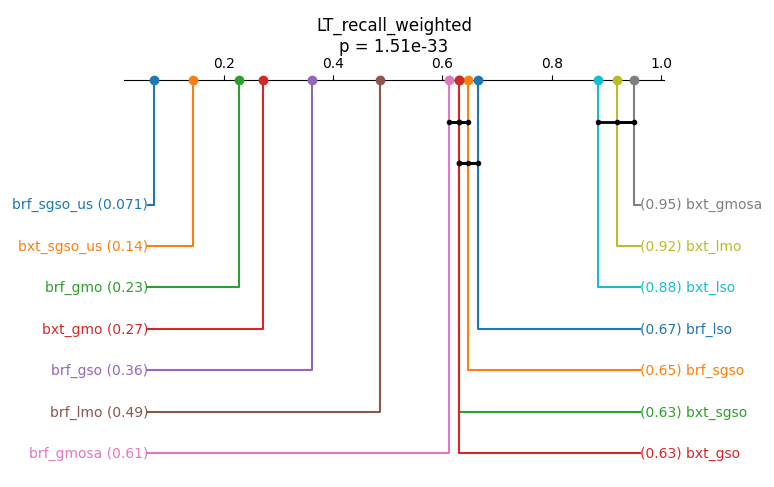 LT_recall_weighted
p = 1.51e-33
0.2 0.4 0.6 0.8 1.0
brf_sgso_us (0.071) (0.95) bxt_gmosa
bxt_sgso_us (0.14) (0.92) bxt_lmo
brf_gmo (0.23) (0.88) bxt_lso
bxt_gmo (0.27) (0.67) brf_lso
brf_gso (0.36) (0.65) brf_sgso
brf_lmo (0.49) (0.63) bxt_sgso
brf_gmosa (0.61) (0.63) bxt_gso